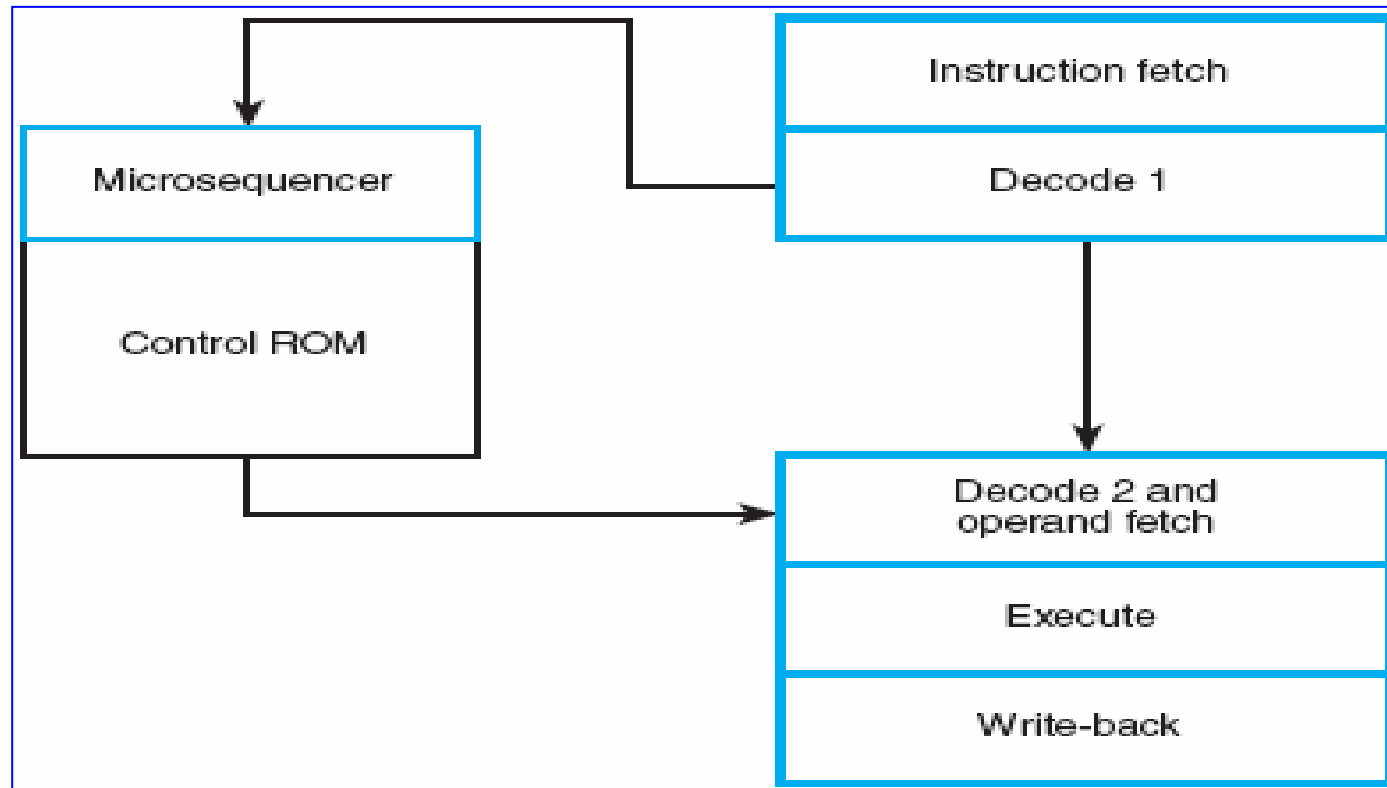 Instruction fetch
Microsequencer
Decode 1
Control ROM
Decode 2 and
operand fetch
Execute
Write-back